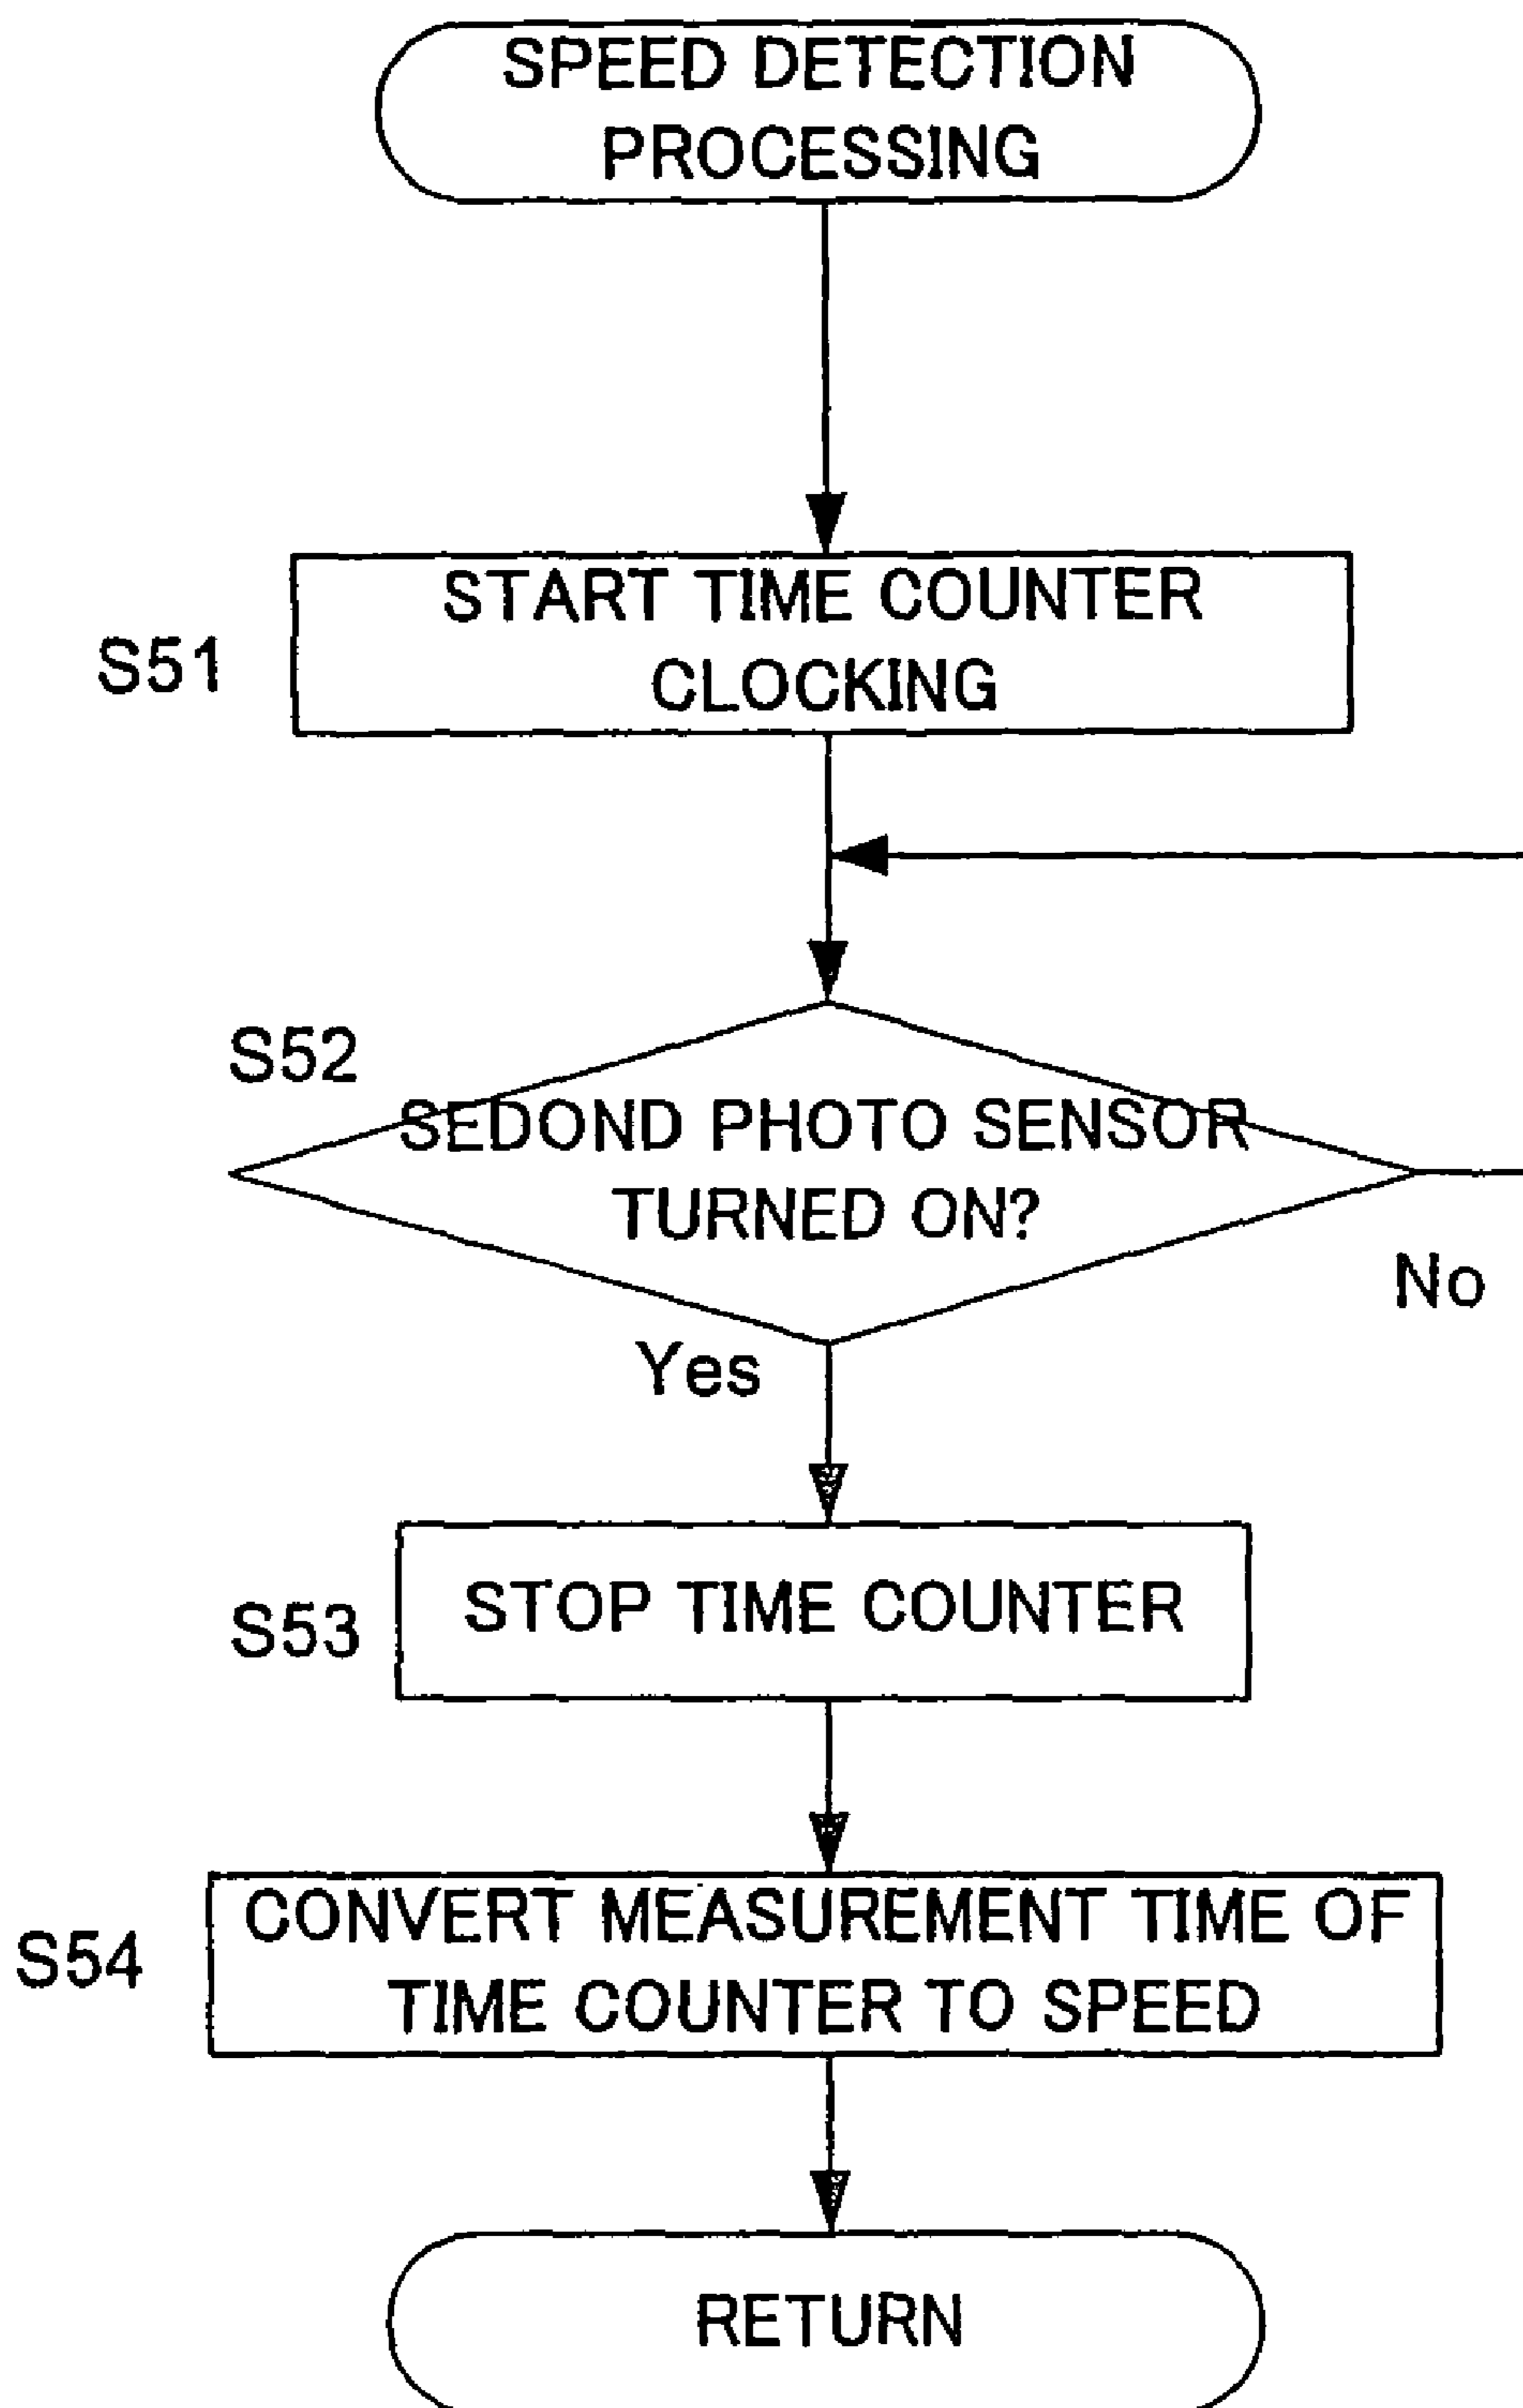 SPEED DETECTION
PROCESSING
S51
START TIME COUNTER
CLOCKING
S52
SEDOND PHOTO SENSOR
TURNED ON?
No
Yes
S53
STOP TIME COUNTER
S54
CONVERT MEASUREMENT TIME OF
TIME COUNTER TO SPEED
RETURN